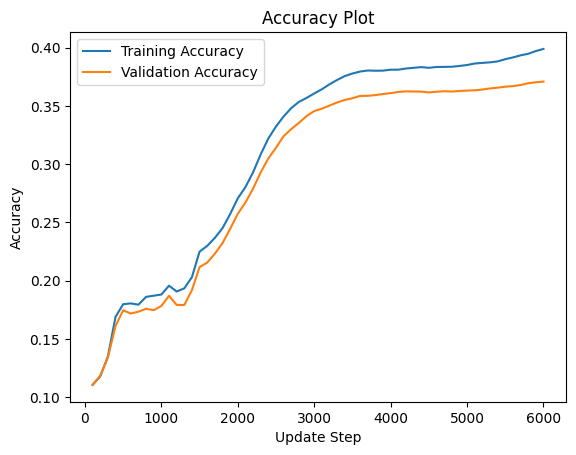 Accuracy Plot
Training Accuracy
Validation Accuracy
0.40
0.35
0.30
0.25
0.20
0.15
0.10
Accuracy
0 1000 2000 3000 4000 5000 6000
Update Step